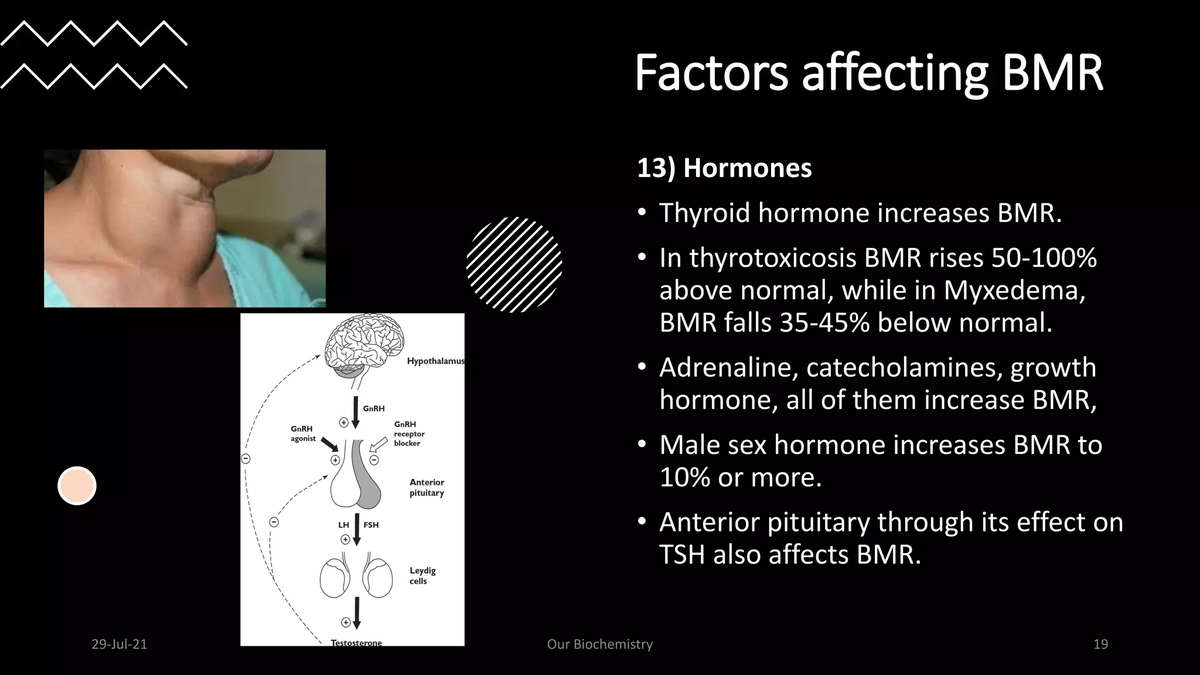 Factors affecting BMR
13) Hormones
• Thyroid hormone increases BMR.
• In thyrotoxicosis BMR rises 50-100%
above normal, while in Myxedema,
BMR falls 35-45% below normal.
• Adrenaline, catecholamines, growth
hormone, all of them increase BMR,
• Male sex hormone increases BMR to
10% or more.
• Anterior pituitary through its effect on
TSH also affects BMR.
Hypothalamus
GnRH
+
GnRH
agonist
GnRH
receptor
blocker
+
−
−
Anterior
pituitary
LH
FSH
−
+
Leydig
cells
+
Testosterone
29-Jul-21
Our Biochemistry
19